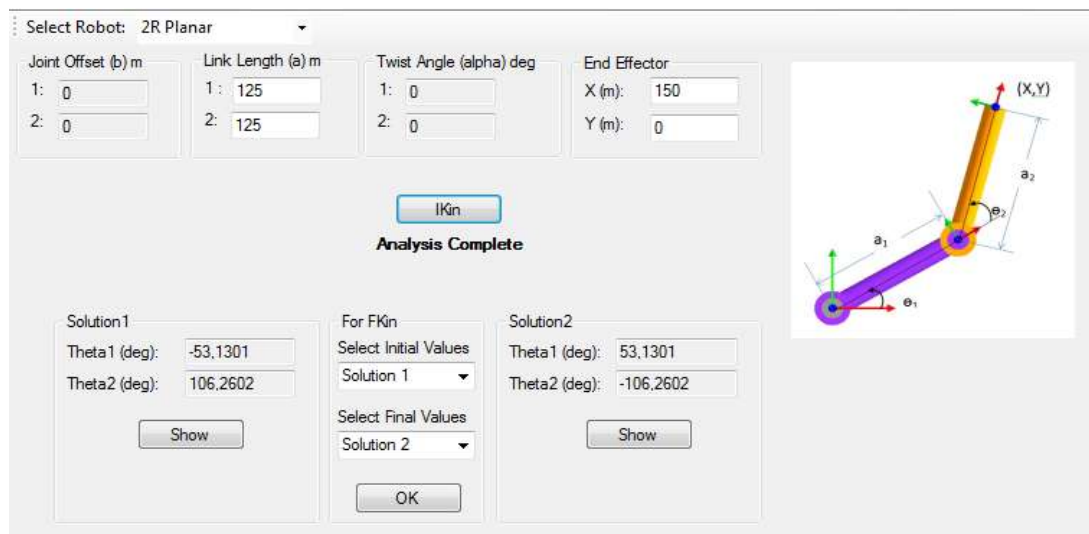 Select Robot: 2R Planar
Joint Offset (b) m
1: 0
2: 0
Link Length (a) m
1 : 125
2: 125
Twist Angle (alpha) deg
1: 0
2: 0
End Effector
X (m): 150
Y (m): 0
IKin
Analysis Complete
(X,Y)
a₂
ө₂
a₁
ө₁
Solution1
Theta1 (deg): -53,1301
Theta2 (deg): 106,2602
Show
For FKin
Select Initial Values
Solution 1
Select Final Values
Solution 2
OK
Solution2
Theta1 (deg): 53,1301
Theta2 (deg): -106,2602
Show